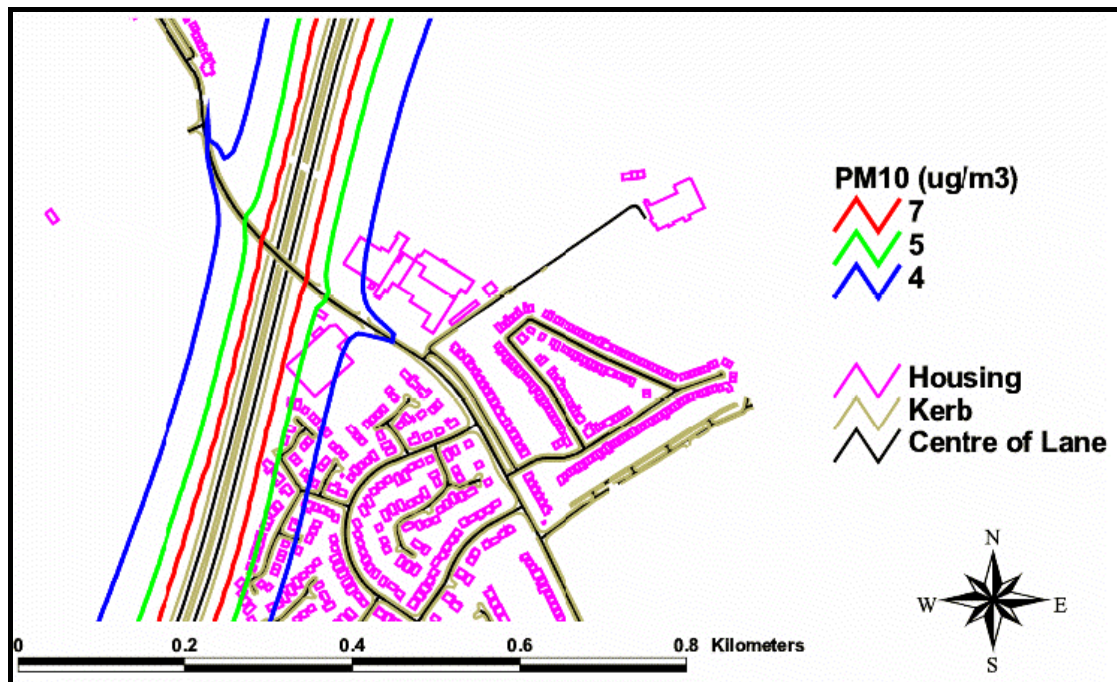 PM10 (ug/m3)
7
5
4
Housing
Kerb
Centre of Lane
N
W E
S
0 0.2 0.4 0.6 0.8 Kilometers